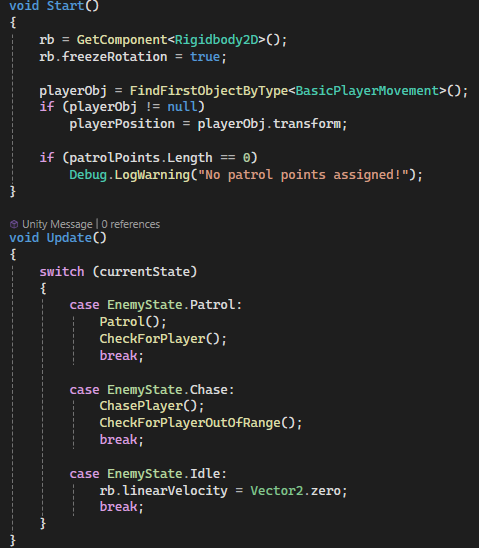 void Start()
{
rb = GetComponent<Rigidbody2D>();
rb.freezeRotation = true;
playerObj = FindFirstObjectByType<BasicPlayerMovement>();
if (playerObj != null)
playerPosition = playerObj.transform;
if (patrolPoints.Length == 0)
Debug.LogWarning("No patrol points assigned!");
}
Unity Message | 0 references
void Update()
{
switch (currentState)
{
case EnemyState.Patrol:
Patrol();
CheckForPlayer();
break;
case EnemyState.Chase:
ChasePlayer();
CheckForPlayerOutOfRange();
break;
case EnemyState.Idle:
rb.linearVelocity = Vector2.zero;
break;
}
}